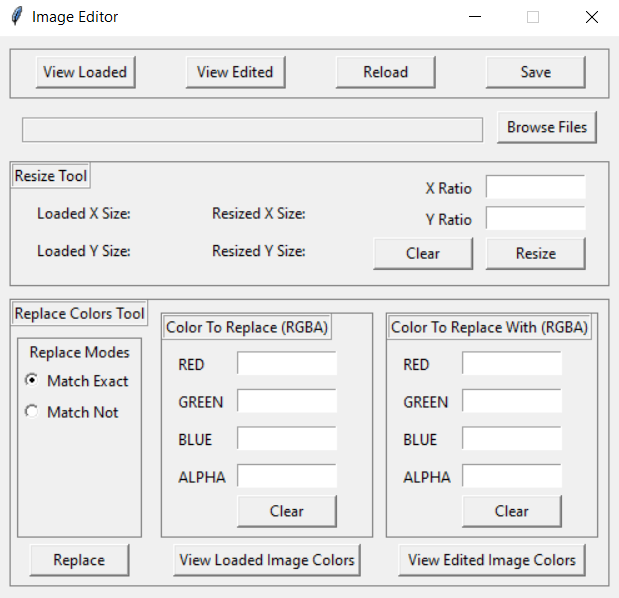 Image Editor
View Loaded
View Edited
Reload
Save
Browse Files
Resize Tool
X Ratio
Loaded X Size:
Resized X Size:
Y Ratio
Loaded Y Size:
Resized Y Size:
Clear
Resize
Replace Colors Tool
Replace Modes
Match Exact
Match Not
Replace
Color To Replace (RGBA)
RED
GREEN
BLUE
ALPHA
Clear
View Loaded Image Colors
Color To Replace With (RGBA)
RED
GREEN
BLUE
ALPHA
Clear
View Edited Image Colors